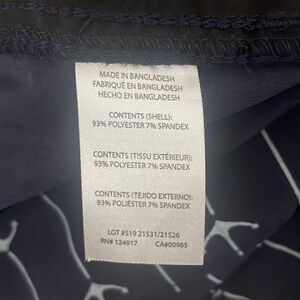 MADE IN BANGLADESH
FABRIQUÉ EN BANGLADESH
HECHO EN BANGLADESH
CONTENTS (SHELL):
93% POLYESTER 7% SPANDEX
CONTENTS (TISSU EXTÉRIEUR):
93% POLYESTER 7% SPANDEX
CONTENTS (TEJIDO EXTERNO):
93% POLIÉSTER 7% SPANDEX
LOT #S19 21531/21526
RN# 124917 CA#00985